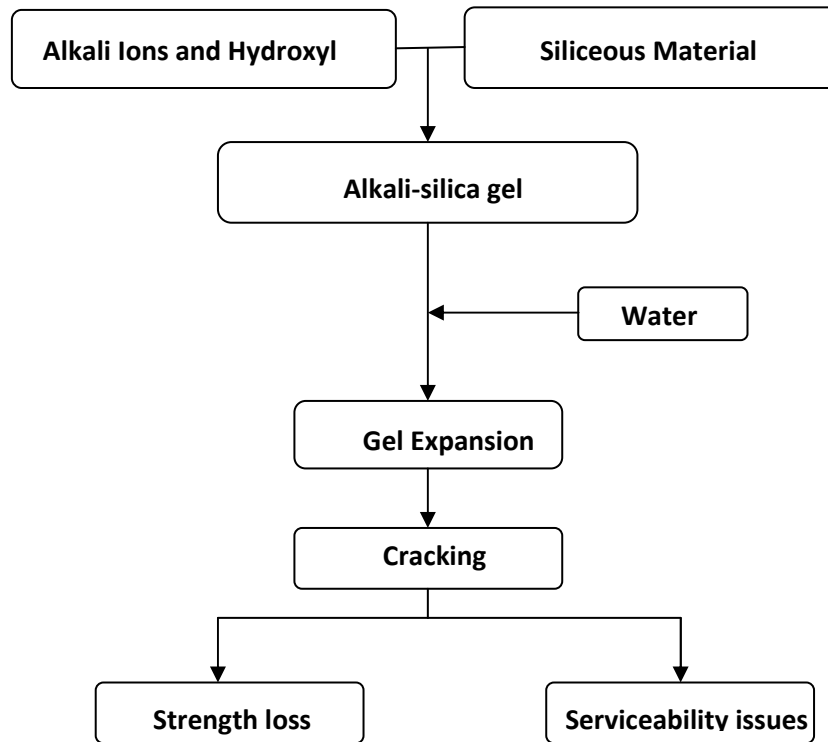 Alkali Ions and Hydroxyl
Siliceous Material
Alkali-silica gel
Water
Gel Expansion
Cracking
Strength loss
Serviceability issues